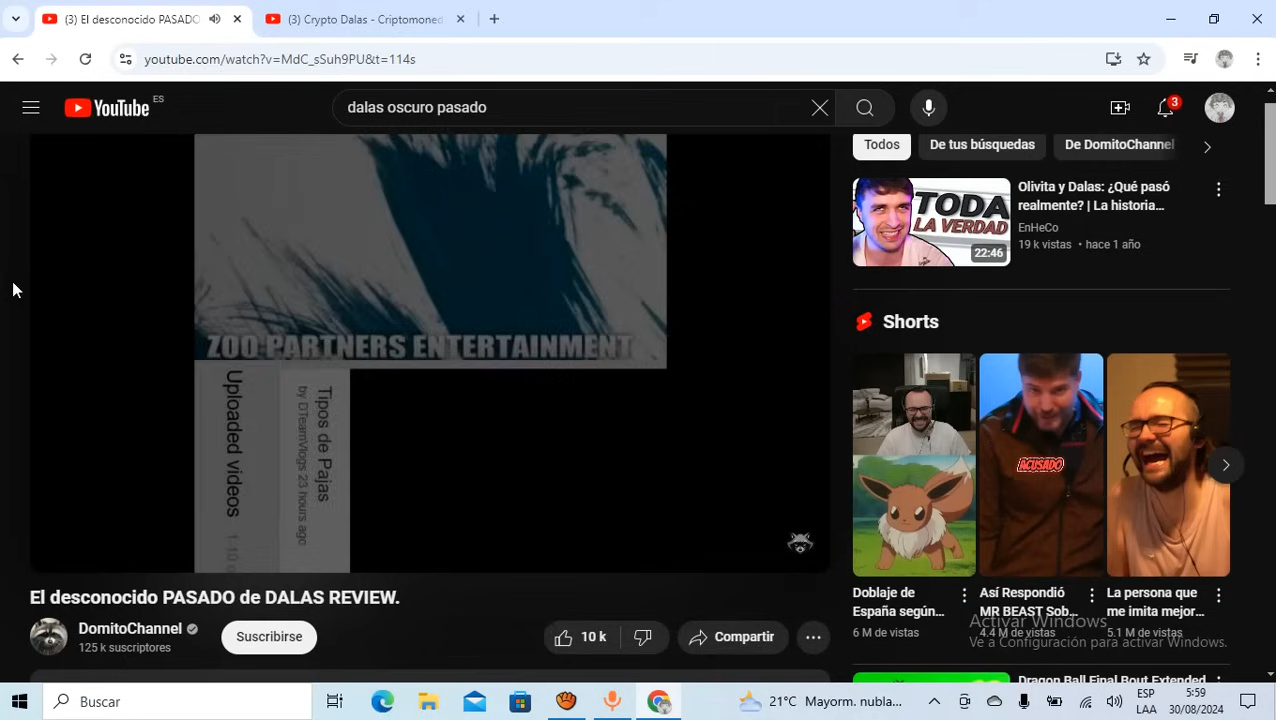 (3) El desconocido PASADO
(3) Crypto Dalas - Criptomoned
youtube.com/watch?v=MdC_sSuh9PU&t=114s
YouTube ES
dalas oscuro pasado
3
Todos
De tus búsquedas
De DomitoChannel
Olivita y Dalas: ¿Qué pasó
realmente? | La historia...
EnHeCo
19 k vistas • hace 1 año
TODA
LA VERDAD
22:46
Shorts
ZOO PARTNERS ENTERTAINMENT
Uploaded videos
Tipos de Pajas
by DTeamVlogs 23 hours ago
ACUSADO
Doblaje de
España según...
6 M de vistas
Así Respondió
MR BEAST Sob...
4.4 M de vistas
La persona que
me imita mejor...
5.1 M de vistas
El desconocido PASADO de DALAS REVIEW.
DomitoChannel
125 k suscriptores
Suscribirse
10 k
Compartir
Activar Windows
Ve a Configuración para activar Windows.
Dragon Ball Final Bout Extended
Buscar
21°C Mayorm. nubla...
ESP
LAA
5:59
30/08/2024